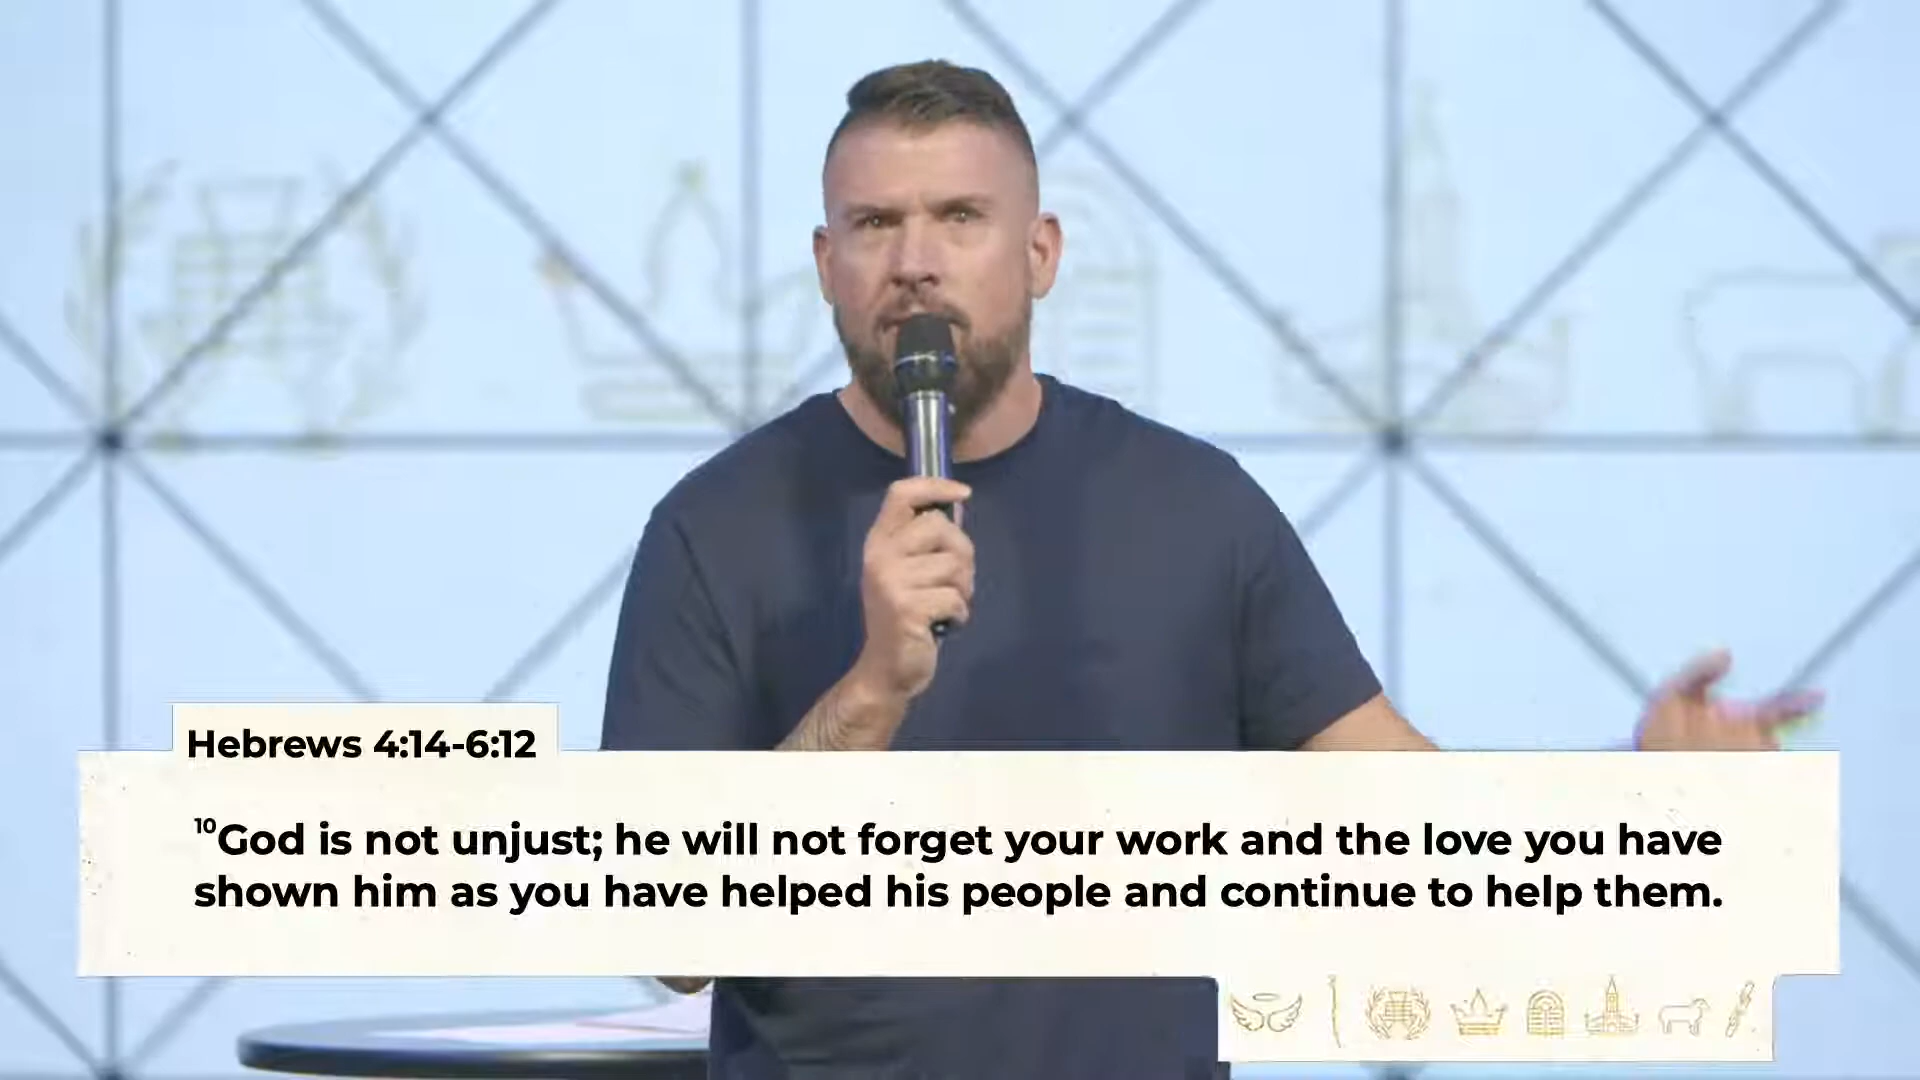 Hebrews 4:14-6:12
¹⁰God is not unjust; he will not forget your work and the love you have
shown him as you have helped his people and continue to help them.